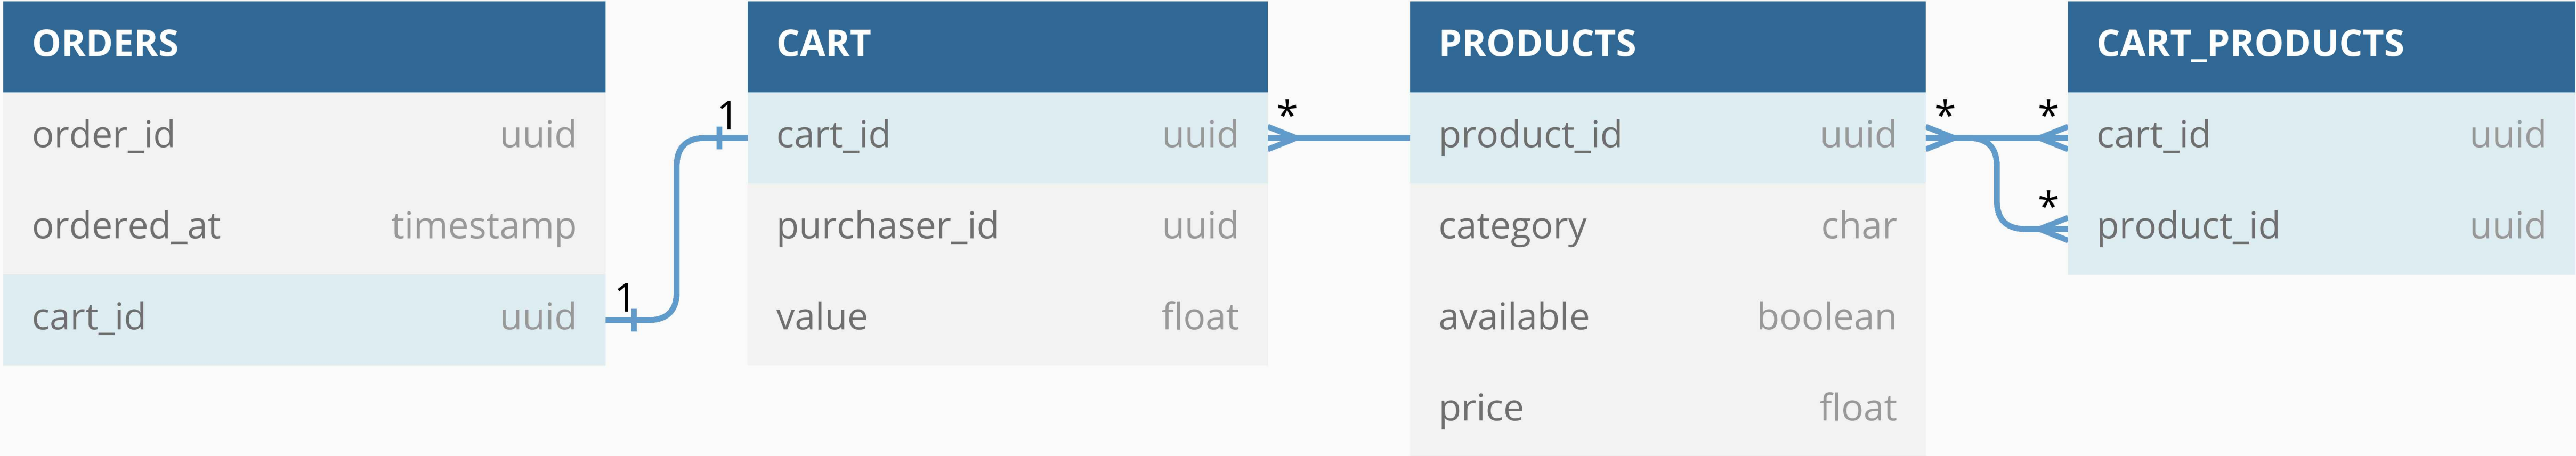 ORDERS
order_id uuid
ordered_at timestamp
cart_id uuid
1
1
CART
cart_id uuid
purchaser_id uuid
value float
*
PRODUCTS
product_id uuid
category char
available boolean
price float
*
*
*
CART_PRODUCTS
cart_id uuid
product_id uuid